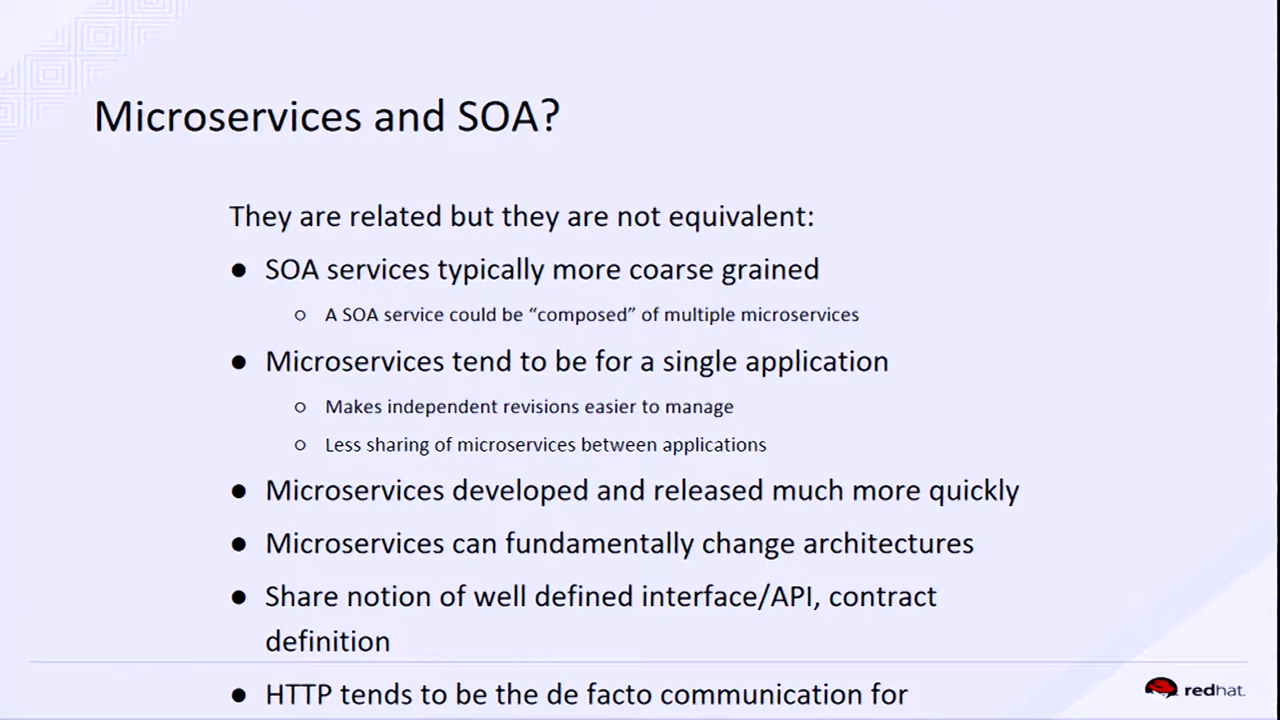 Microservices and SOA?
They are related but they are not equivalent:
● SOA services typically more coarse grained
○ A SOA service could be “composed” of multiple microservices
● Microservices tend to be for a single application
○ Makes independent revisions easier to manage
○ Less sharing of microservices between applications
● Microservices developed and released much more quickly
● Microservices can fundamentally change architectures
● Share notion of well defined interface/API, contract
definition
● HTTP tends to be the de facto communication for
redhat.